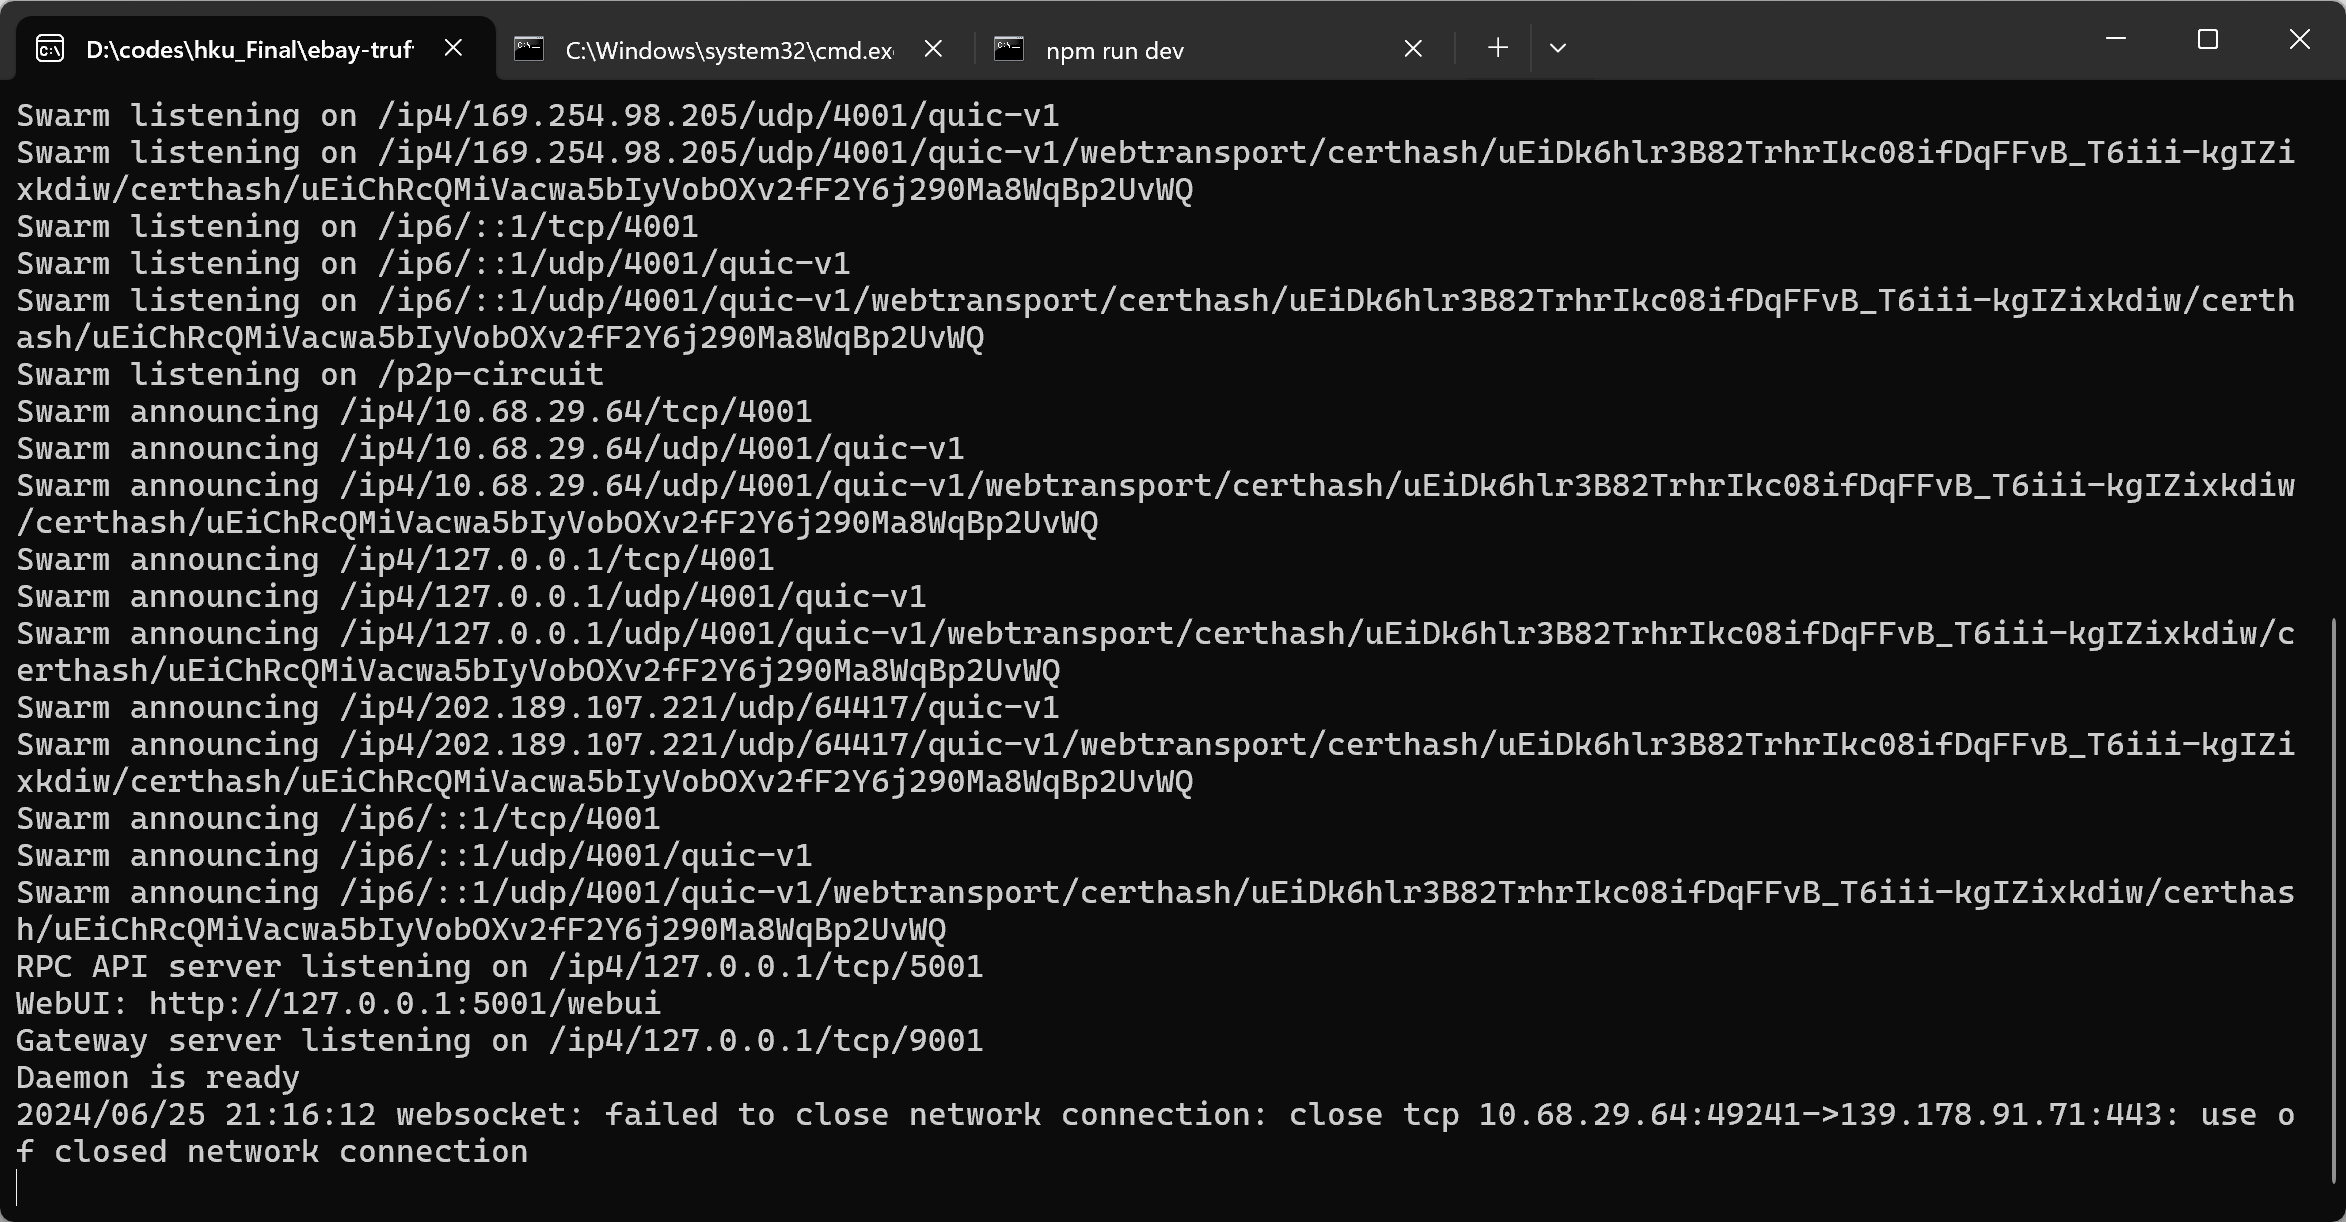 D:\codes\hku_Final\ebay-truf
C:\Windows\system32\cmd.ex
npm run dev
Swarm listening on /ip4/169.254.98.205/udp/4001/quic-v1
Swarm listening on /ip4/169.254.98.205/udp/4001/quic-v1/webtransport/certhash/uEiDk6hlr3B82TrhrIkc08ifDqFFvB_T6iii-kgIZi
xkdiw/certhash/uEiChRcQMiVacwa5bIyVobOXv2fF2Y6j290Ma8WqBp2UvWQ
Swarm listening on /ip6/::1/tcp/4001
Swarm listening on /ip6/::1/udp/4001/quic-v1
Swarm listening on /ip6/::1/udp/4001/quic-v1/webtransport/certhash/uEiDk6hlr3B82TrhrIkc08ifDqFFvB_T6iii-kgIZixkdiw/certh
ash/uEiChRcQMiVacwa5bIyVobOXv2fF2Y6j290Ma8WqBp2UvWQ
Swarm listening on /p2p-circuit
Swarm announcing /ip4/10.68.29.64/tcp/4001
Swarm announcing /ip4/10.68.29.64/udp/4001/quic-v1
Swarm announcing /ip4/10.68.29.64/udp/4001/quic-v1/webtransport/certhash/uEiDk6hlr3B82TrhrIkc08ifDqFFvB_T6iii-kgIZixkdiw
/certhash/uEiChRcQMiVacwa5bIyVobOXv2fF2Y6j290Ma8WqBp2UvWQ
Swarm announcing /ip4/127.0.0.1/tcp/4001
Swarm announcing /ip4/127.0.0.1/udp/4001/quic-v1
Swarm announcing /ip4/127.0.0.1/udp/4001/quic-v1/webtransport/certhash/uEiDk6hlr3B82TrhrIkc08ifDqFFvB_T6iii-kgIZixkdiw/c
erthash/uEiChRcQMiVacwa5bIyVobOXv2fF2Y6j290Ma8WqBp2UvWQ
Swarm announcing /ip4/202.189.107.221/udp/64417/quic-v1
Swarm announcing /ip4/202.189.107.221/udp/64417/quic-v1/webtransport/certhash/uEiDk6hlr3B82TrhrIkc08ifDqFFvB_T6iii-kgIZi
xkdiw/certhash/uEiChRcQMiVacwa5bIyVobOXv2fF2Y6j290Ma8WqBp2UvWQ
Swarm announcing /ip6/::1/tcp/4001
Swarm announcing /ip6/::1/udp/4001/quic-v1
Swarm announcing /ip6/::1/udp/4001/quic-v1/webtransport/certhash/uEiDk6hlr3B82TrhrIkc08ifDqFFvB_T6iii-kgIZixkdiw/certhas
h/uEiChRcQMiVacwa5bIyVobOXv2fF2Y6j290Ma8WqBp2UvWQ
RPC API server listening on /ip4/127.0.0.1/tcp/5001
WebUI: http://127.0.0.1:5001/webui
Gateway server listening on /ip4/127.0.0.1/tcp/9001
Daemon is ready
2024/06/25 21:16:12 websocket: failed to close network connection: close tcp 10.68.29.64:49241->139.178.91.71:443: use o
f closed network connection